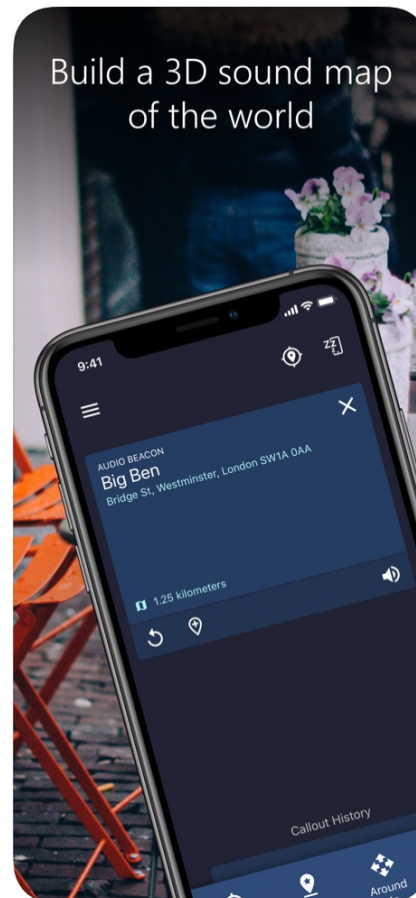 Build a 3D sound map
of the world
9:41
AUDIO BEACON
Big Ben
Bridge St, Westminster, London SW1A 0AA
1.25 kilometers
Callout History
Around